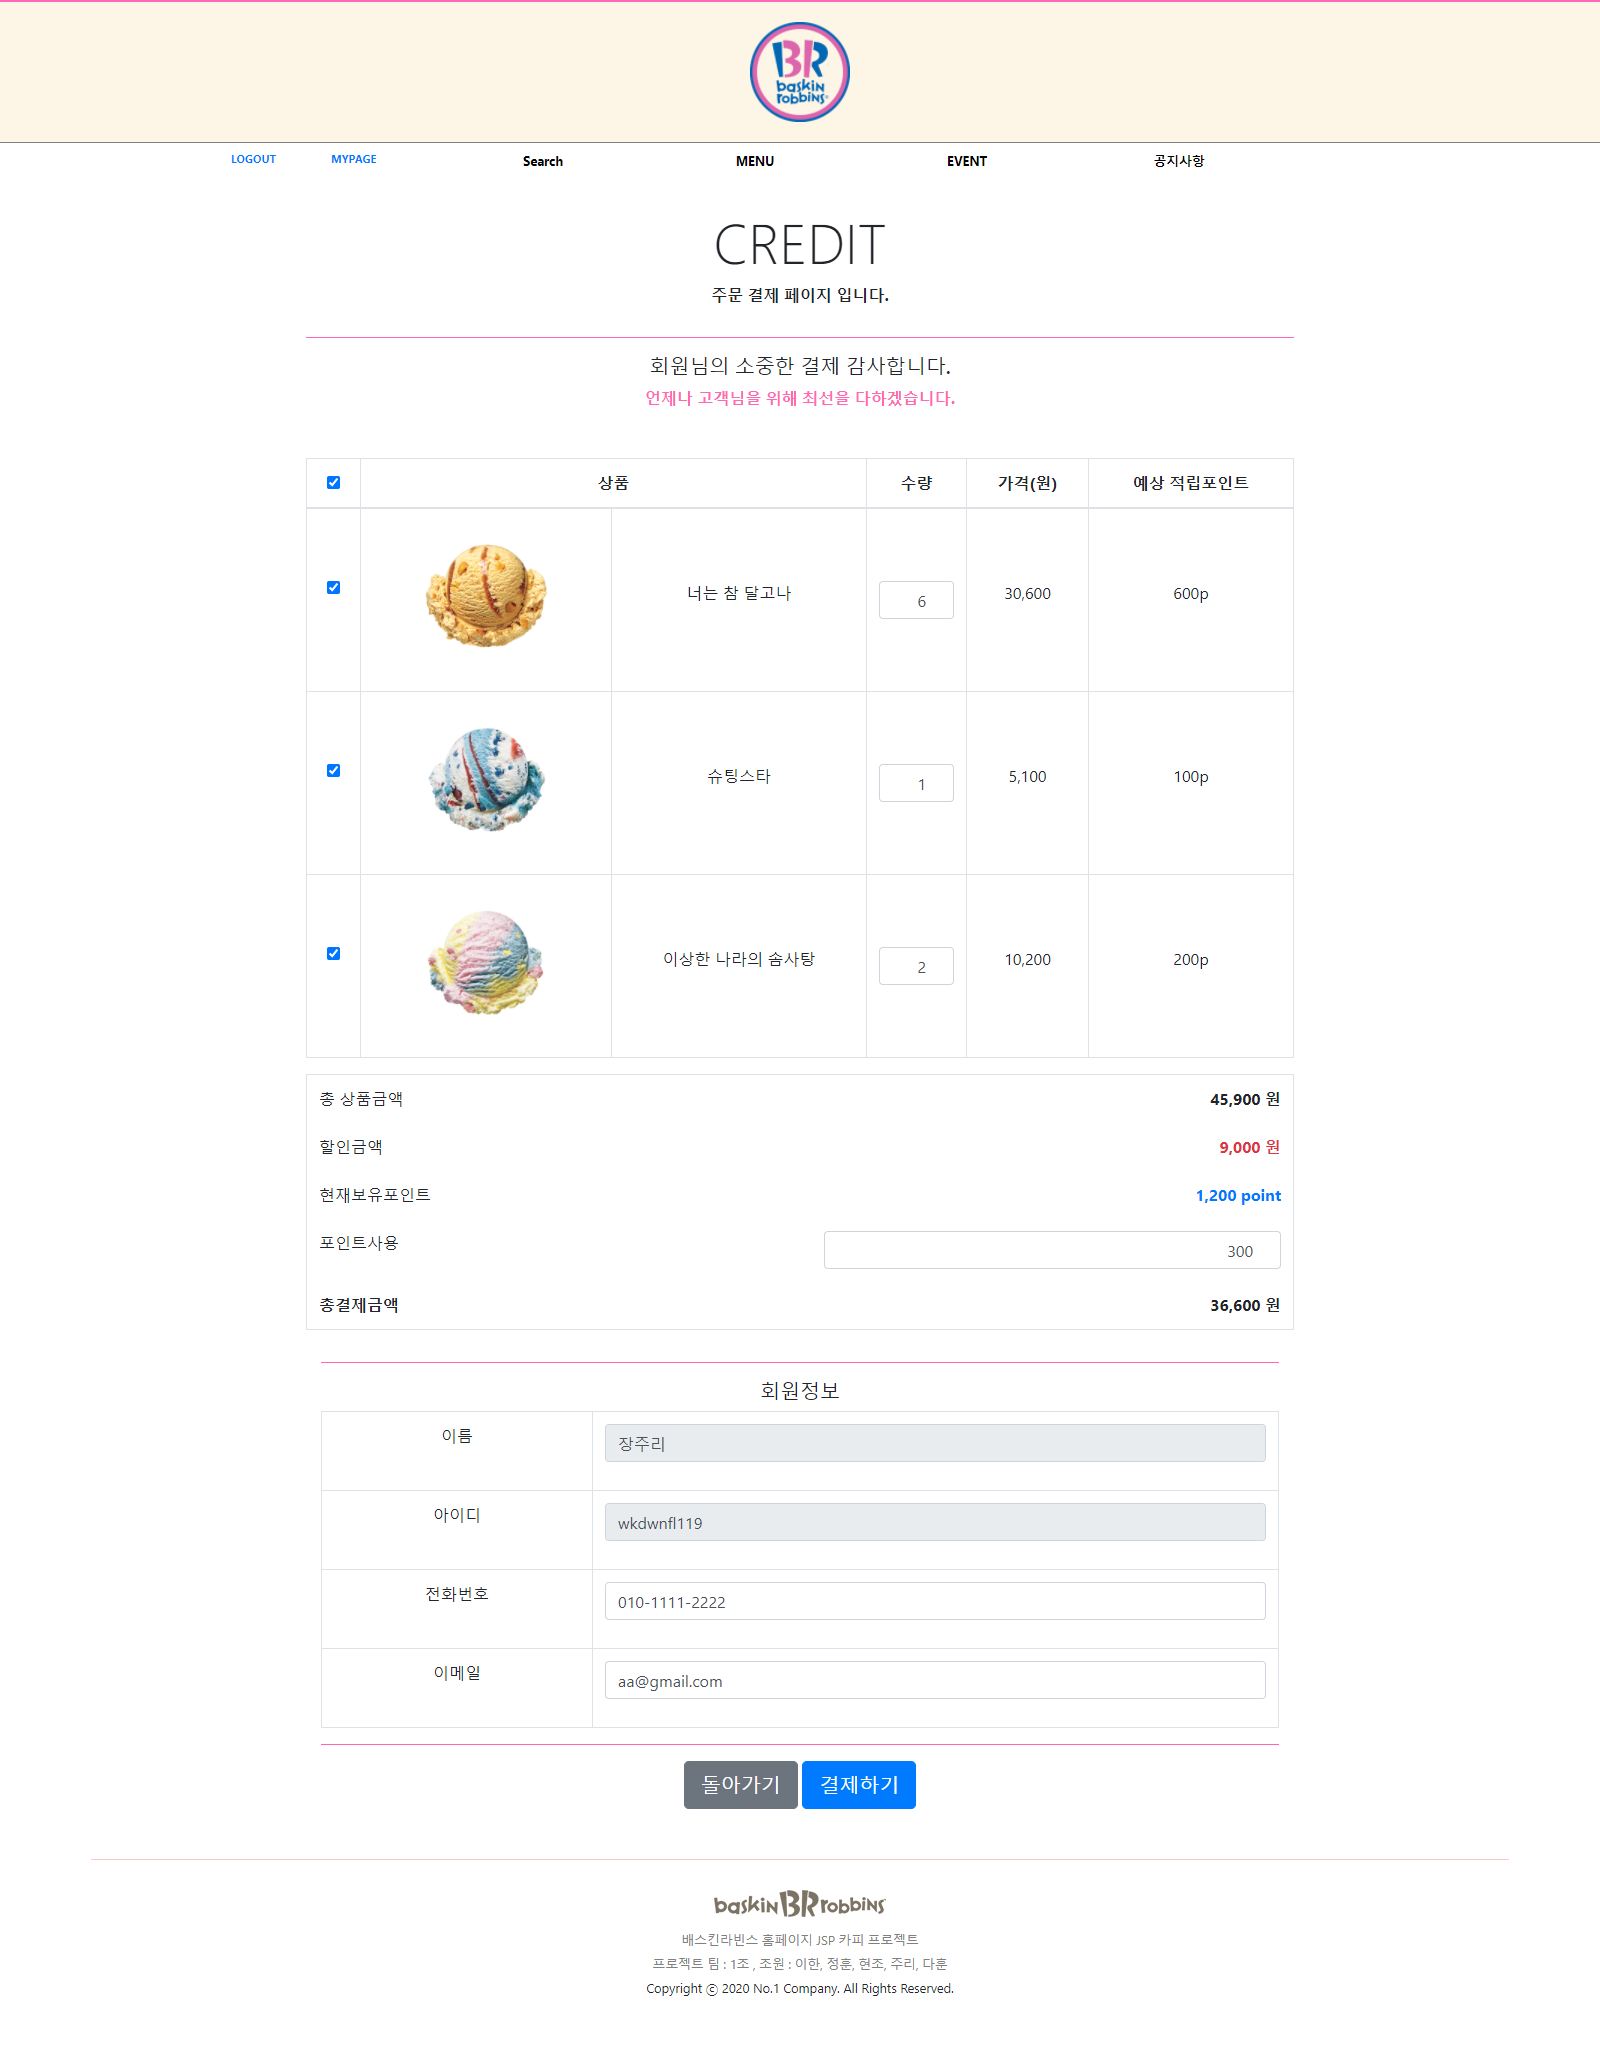 BR
baskin
robbins
LOGOUT MYPAGE Search MENU EVENT 공지사항
CREDIT
주문 결제 페이지 입니다.
회원님의 소중한 결제 감사합니다.
언제나 고객님을 위해 최선을 다하겠습니다.
상품 수량 가격(원) 예상 적립포인트
너는 참 달고나 6 30,600 600p
슈팅스타 1 5,100 100p
이상한 나라의 솜사탕 2 10,200 200p
총 상품금액 45,900 원
할인금액 9,000 원
현재보유포인트 1,200 point
포인트사용 300
총결제금액 36,600 원
회원정보
이름 장주리
아이디 wkdwnfl119
전화번호 010-1111-2222
이메일 aa@gmail.com
돌아가기 결제하기
baskin BR robbins
배스킨라빈스 홈페이지 JSP 카피 프로젝트
프로젝트 팀 : 1조 , 조원 : 이한, 정훈, 현조, 주리, 다훈
Copyright ⓒ 2020 No.1 Company. All Rights Reserved.